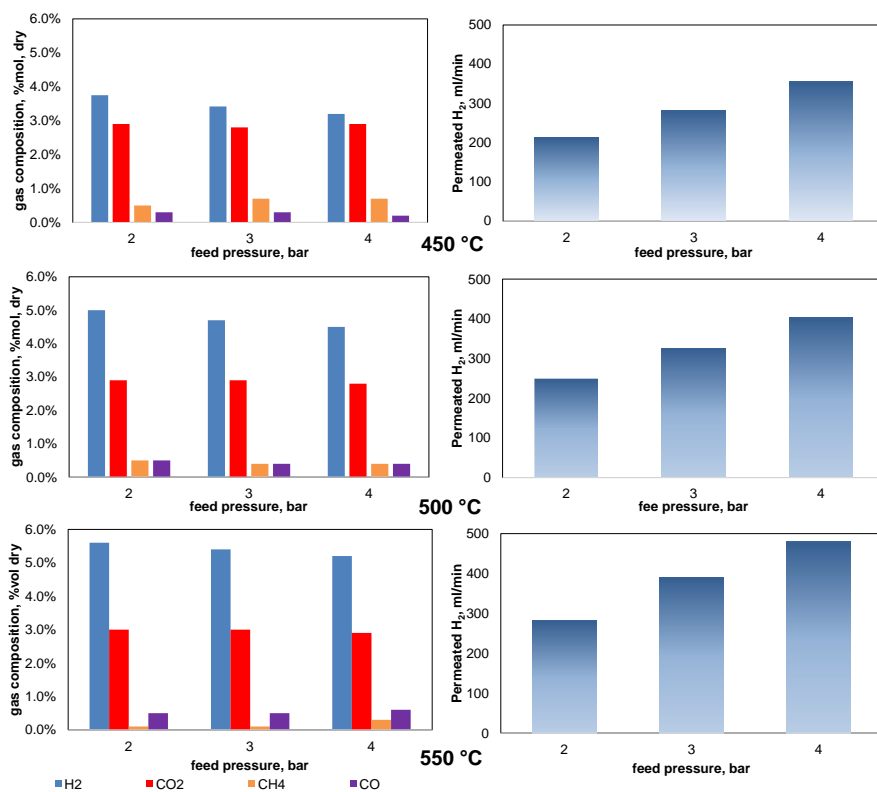 gas composition, %mol, dry
6.0%
5.0%
4.0%
3.0%
2.0%
1.0%
0.0%
2 3 4
feed pressure, bar
Permeated H2, ml/min
500
400
300
200
100
0
2 3 4
feed pressure, bar
450 °C
gas composition, %mol, dry
6.0%
5.0%
4.0%
3.0%
2.0%
1.0%
0.0%
2 3 4
feed pressure, bar
Permeated H2, ml/min
500
400
300
200
100
0
2 3 4
fee pressure, bar
500 °C
gas composition, %vol dry
6.0%
5.0%
4.0%
3.0%
2.0%
1.0%
0.0%
2 3 4
feed pressure, bar
Permeated H2, ml/min
500
400
300
200
100
0
2 3 4
feed pressure, bar
550 °C
H2 CO2 CH4 CO